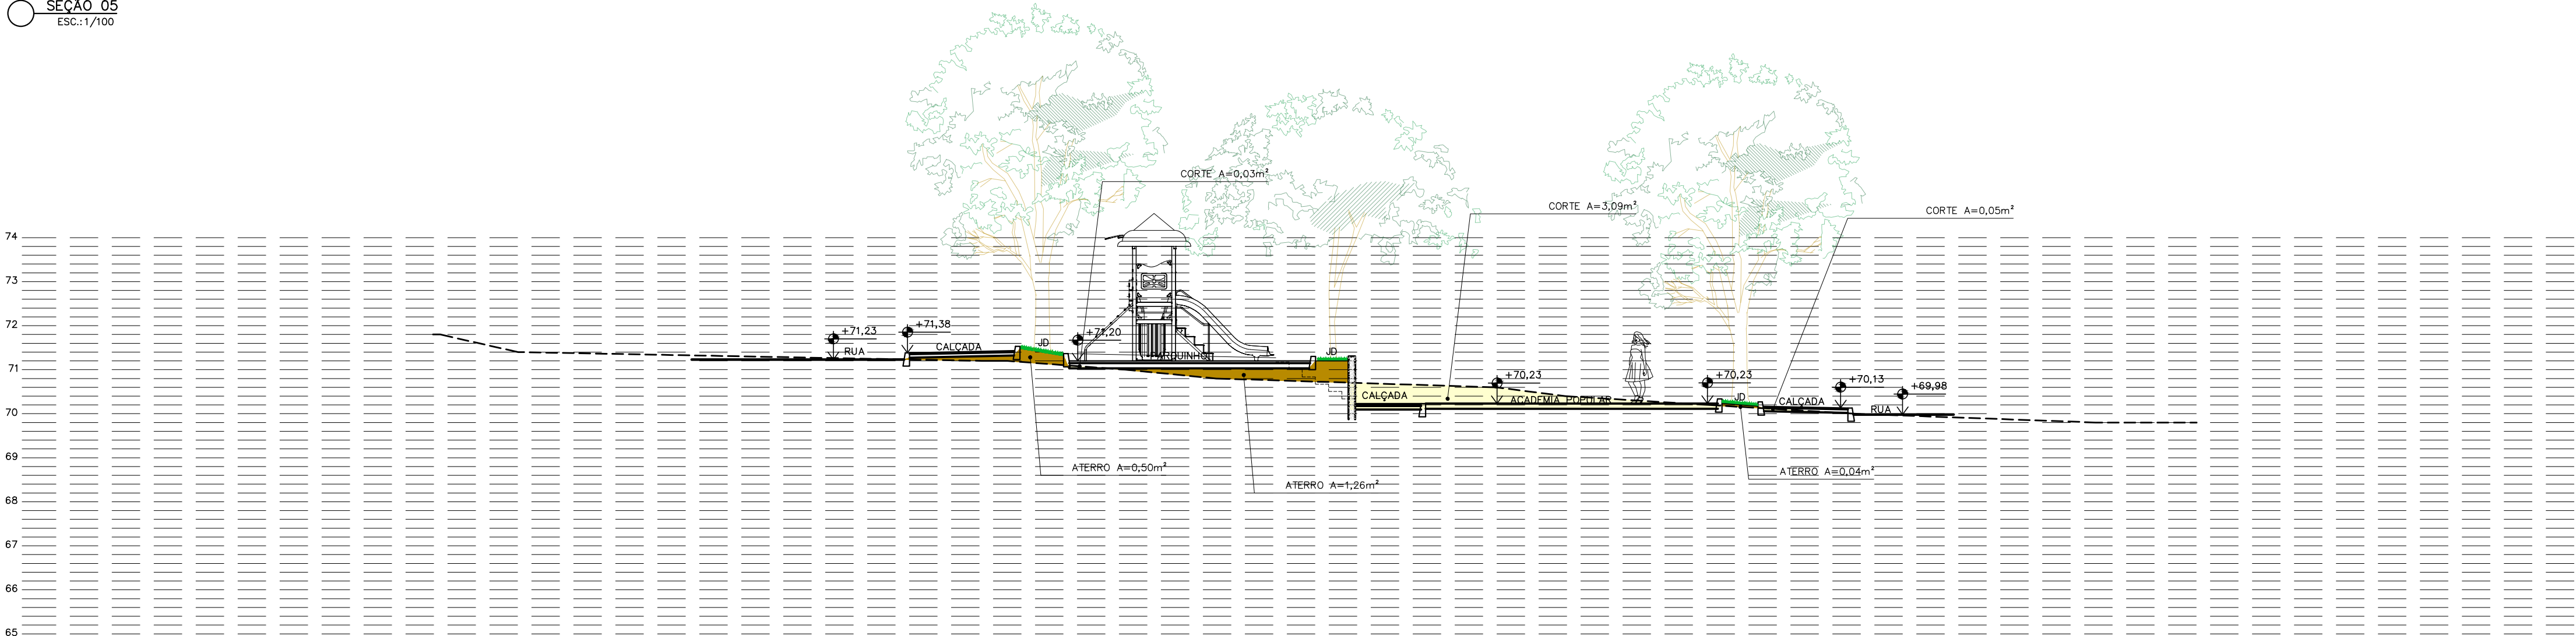 SEÇÃO 05
ESC.: 1/100
CORTE A=0,03m²
CORTE A=3,09m²
CORTE A=0,05m²
74
73
72
71
70
69
68
67
66
65
+71,23
+71,38
+71,20
RUA
CALÇADA
JD
PARQUINHO
JD
+70,23
+70,23
+70,13
+69,98
CALÇADA
ACADEMIA POPULAR
JD
CALÇADA
RUA
ATERRO A=0,50m²
ATERRO A=1,26m²
ATERRO A=0,04m²